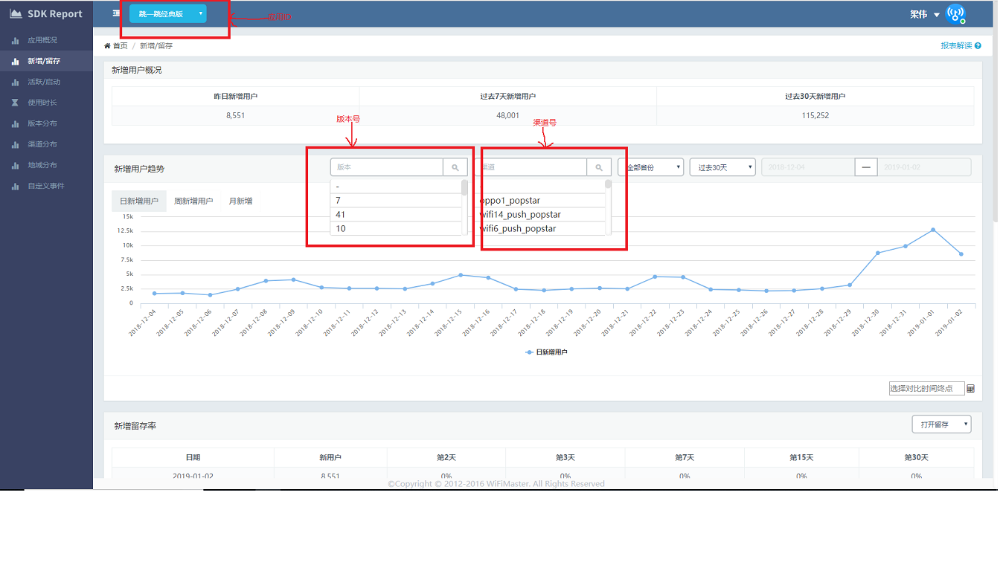 SDK Report
跳一跳经典版
应用ID
梁伟
应用概况
新增/留存
活跃/启动
使用时长
版本分布
渠道分布
地域分布
自定义事件
首页 / 新增/留存
报表解读
新增用户概况
昨日新增用户 过去7天新增用户 过去30天新增用户
8,551 48,001 115,252
版本号 渠道号
新增用户趋势
版本 渠道 全部省份 过去30天 2018-12-04 — 2019-01-02
-
7
41
10
oppo1_popstar
wifi14_push_popstar
wifi6_push_popstar
日新增用户 周新增用户 月新增
15k
12.5k
10k
7.5k
5k
2.5k
0
2018-12-04 2018-12-05 2018-12-06 2018-12-07 2018-12-08 2018-12-09 2018-12-10 2018-12-11 2018-12-12 2018-12-13 2018-12-14 2018-12-15 2018-12-16 2018-12-17 2018-12-18 2018-12-19 2018-12-20 2018-12-21 2018-12-22 2018-12-23 2018-12-24 2018-12-25 2018-12-26 2018-12-27 2018-12-28 2018-12-29 2018-12-30 2018-12-31 2019-01-01 2019-01-02
日新增用户
选择对比时间终点
新增留存率
打开留存
日期 新用户 第2天 第3天 第7天 第15天 第30天
2019-01-02 8,551 0% 0% 0% 0% 0%
©Copyright © 2012-2016 WiFiMaster. All Rights Reserved